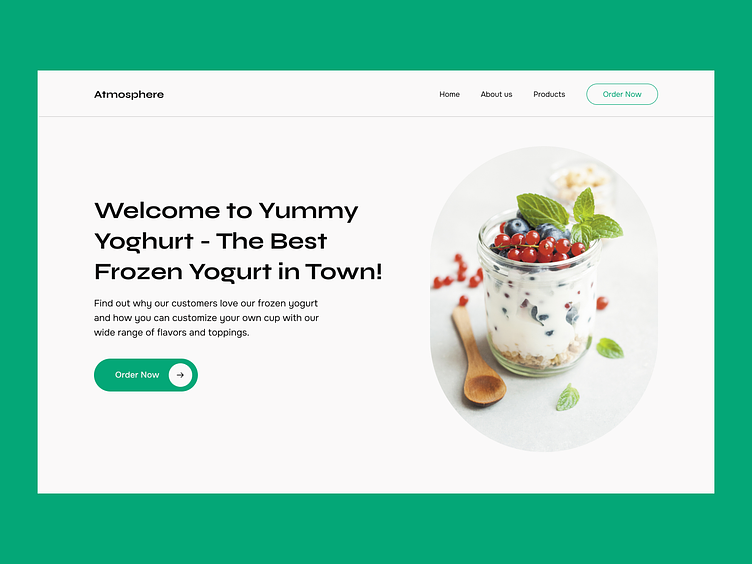 Atmosphere
Home
About us
Products
Order Now
Welcome to Yummy
Yoghurt - The Best
Frozen Yogurt in Town!
Find out why our customers love our frozen yogurt
and how you can customize your own cup with our
wide range of flavors and toppings.
Order Now